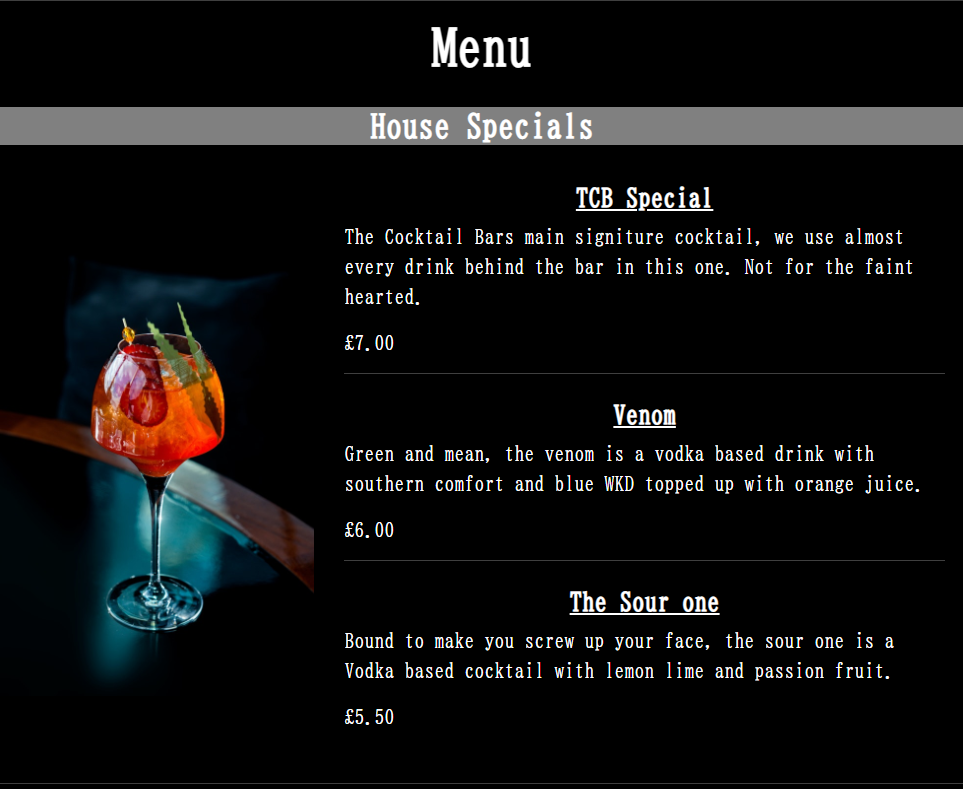 Menu
House Specials
TCB Special
The Cocktail Bars main signiture cocktail, we use almost
every drink behind the bar in this one. Not for the faint
hearted.
£7.00
Venom
Green and mean, the venom is a vodka based drink with
southern comfort and blue WKD topped up with orange juice.
£6.00
The Sour one
Bound to make you screw up your face, the sour one is a
Vodka based cocktail with lemon lime and passion fruit.
£5.50